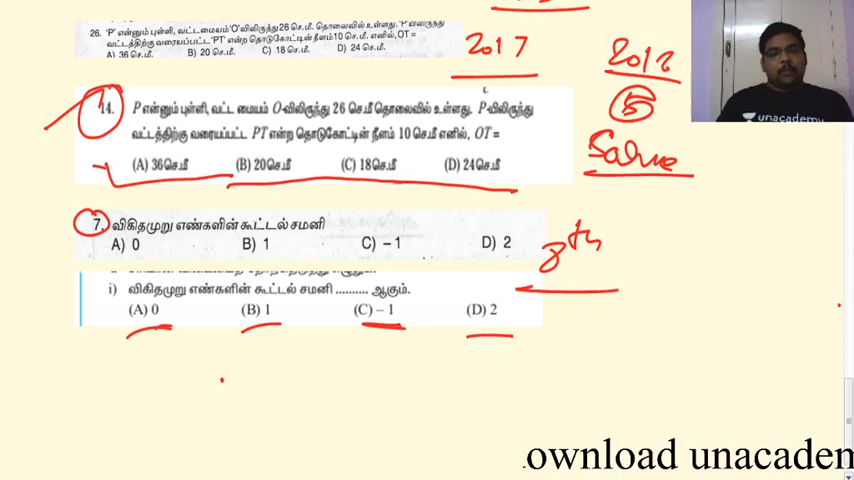 26. 'P' என்னும் புள்ளி, வட்டமையம் 'O' விலிருந்து 26 செ.மீ. தொலைவில் உள்ளது. 'P' லிருந்து
வட்டத்திற்கு வரையப்பட்ட 'PT' என்ற தொடுகோட்டின் நீளம் 10 செ.மீ. எனில், OT =
A) 36 செ.மீ. B) 20 செ.மீ. C) 18 செ.மீ. D) 24 செ.மீ.
2017
2012
5
14. P என்னும் புள்ளி, வட்ட மையம் O-விலிருந்து 26 செ.மீ தொலைவில் உள்ளது. P-விலிருந்து
வட்டத்திற்கு வரையப்பட்ட PT என்ற தொடுகோட்டின் நீளம் 10 செ.மீ எனில், OT =
(A) 36 செ.மீ (B) 20 செ.மீ (C) 18 செ.மீ (D) 24 செ.மீ
unacademy
7. விகிதமுறு எண்களின் கூட்டல் சமனி
A) 0 B) 1 C) – 1 D) 2
8th
i) விகிதமுறு எண்களின் கூட்டல் சமனி .......... ஆகும்.
(A) 0 (B) 1 (C) – 1 (D) 2
ownload unacadem